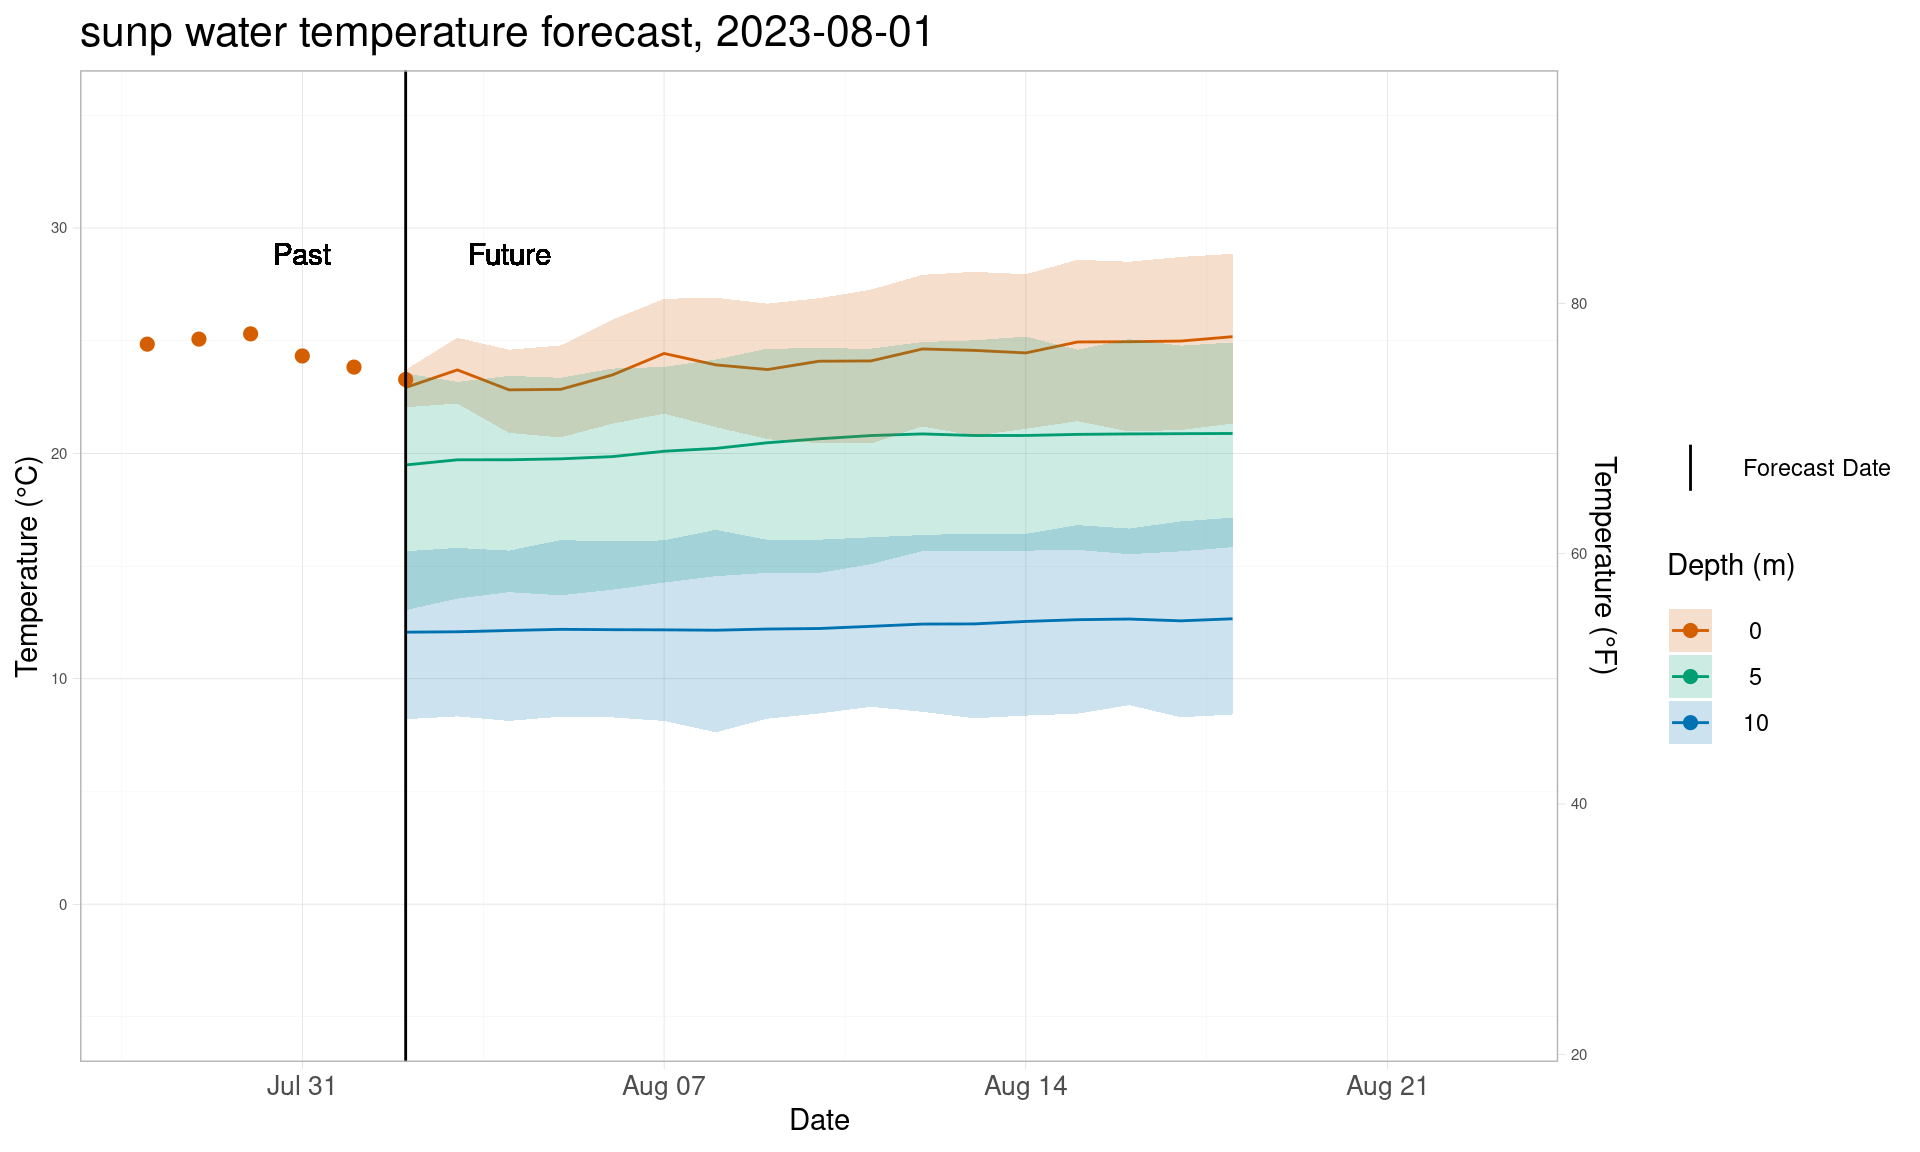 sunp water temperature forecast, 2023-08-01
Past
Future
30
20
10
0
Temperature (°C)
80
60
40
20
Temperature (°F)
Jul 31
Aug 07
Aug 14
Aug 21
Date
Forecast Date
Depth (m)
0
5
10